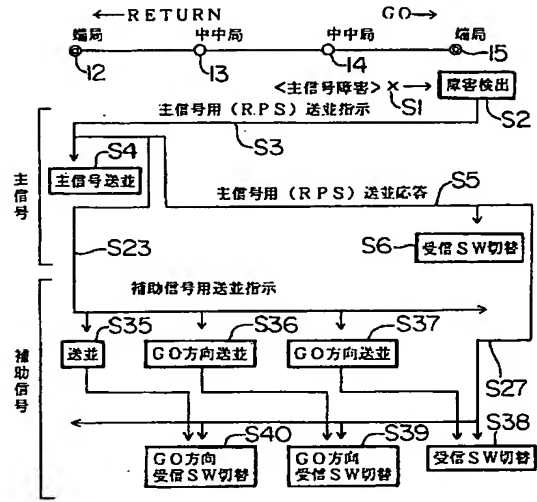 ←RETURN GO→
端局 中中局 中中局 端局
12 13 14 15
<主信号障害> × → 障害検出
S1 S2
主信号用(RPS)送並指示
S3
S4
主信号送並
主信号
主信号用(RPS)送並応答
S5
S6
受信SW切替
S23
補助信号用送並指示
補助信号
S35 S36 S37
送並 GO方向送並 GO方向送並
S27
S40 S39 S38
GO方向
受信SW切替
GO方向
受信SW切替
受信SW切替